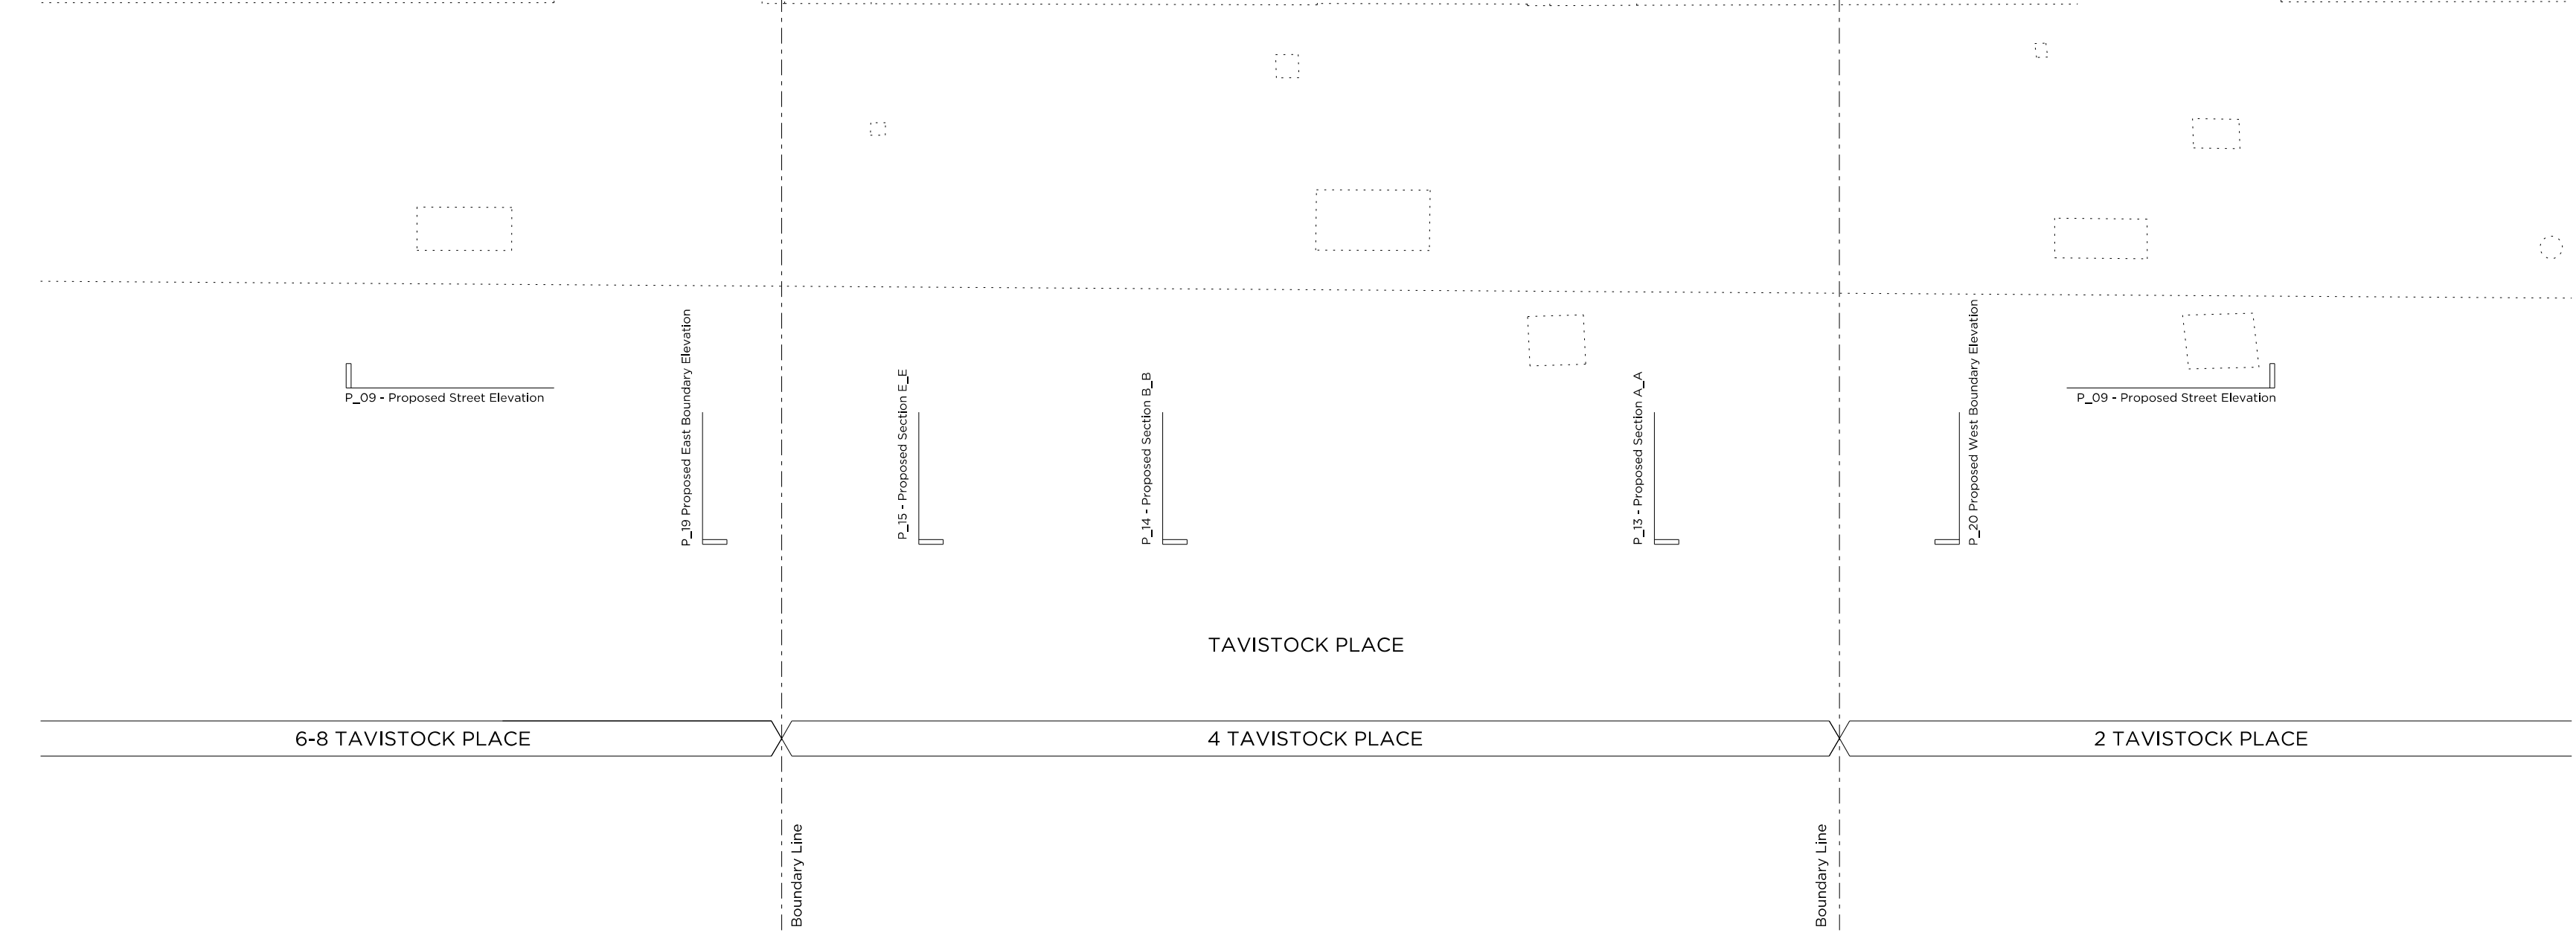 P_09 - Proposed Street Elevation
P_19 Proposed East Boundary Elevation
P_15 - Proposed Section E_E
P_14 - Proposed Section B_B
P_13 - Proposed Section A_A
P_20 Proposed West Boundary Elevation
P_09 - Proposed Street Elevation
TAVISTOCK PLACE
6-8 TAVISTOCK PLACE
4 TAVISTOCK PLACE
2 TAVISTOCK PLACE
Boundary Line
Boundary Line